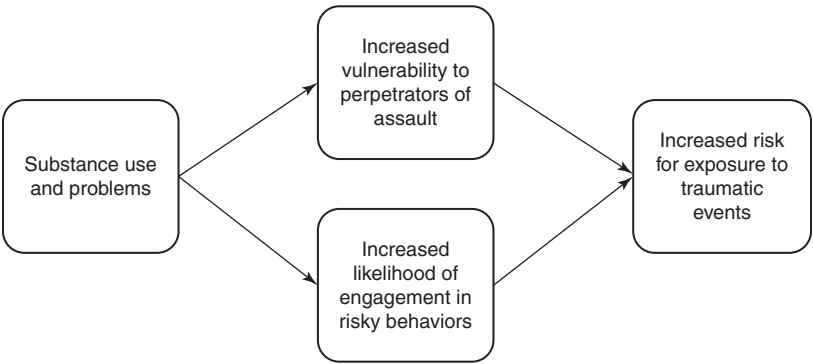 Substance use
and problems
Increased
vulnerability to
perpetrators of
assault
Increased
likelihood of
engagement in
risky behaviors
Increased risk
for exposure to
traumatic
events